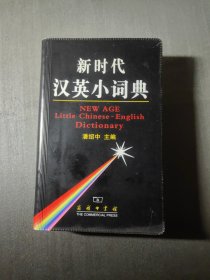 新时代
汉英小词典
NEW AGE
Little Chinese-English
Dictionary
潘绍中 主编
商务印书馆
THE COMMERCIAL PRESS